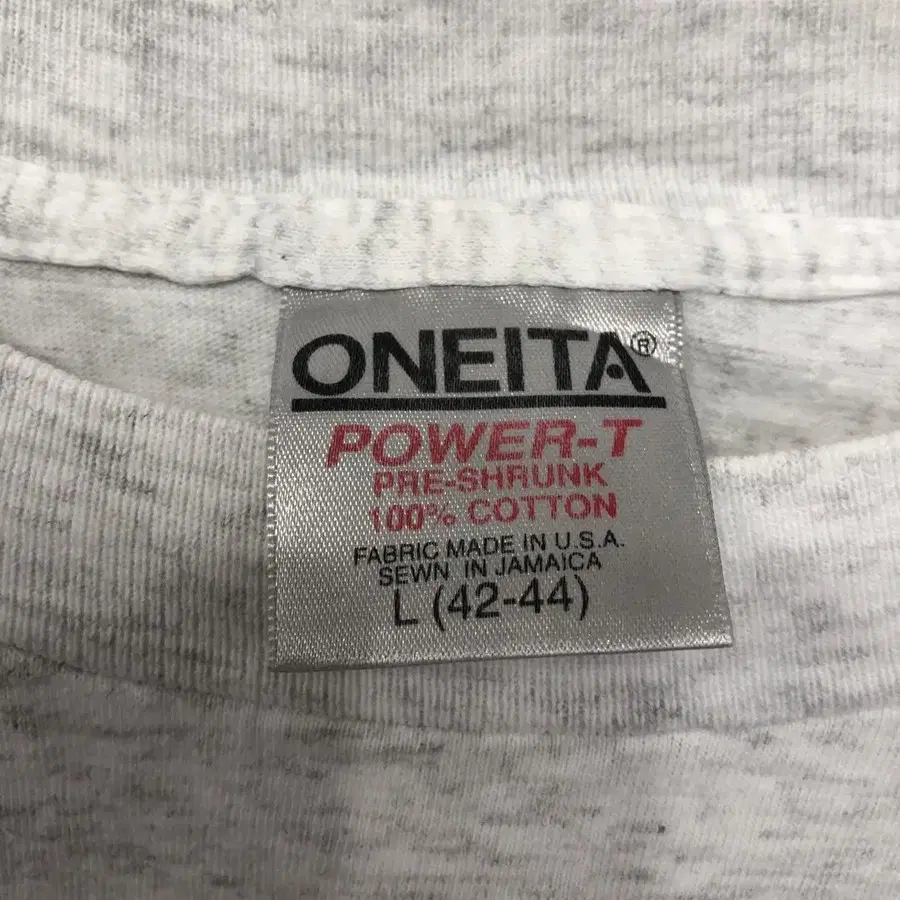 ONEITA®
POWER-T
PRE-SHRUNK
100% COTTON
FABRIC MADE IN U.S.A.
SEWN IN JAMAICA
L (42-44)